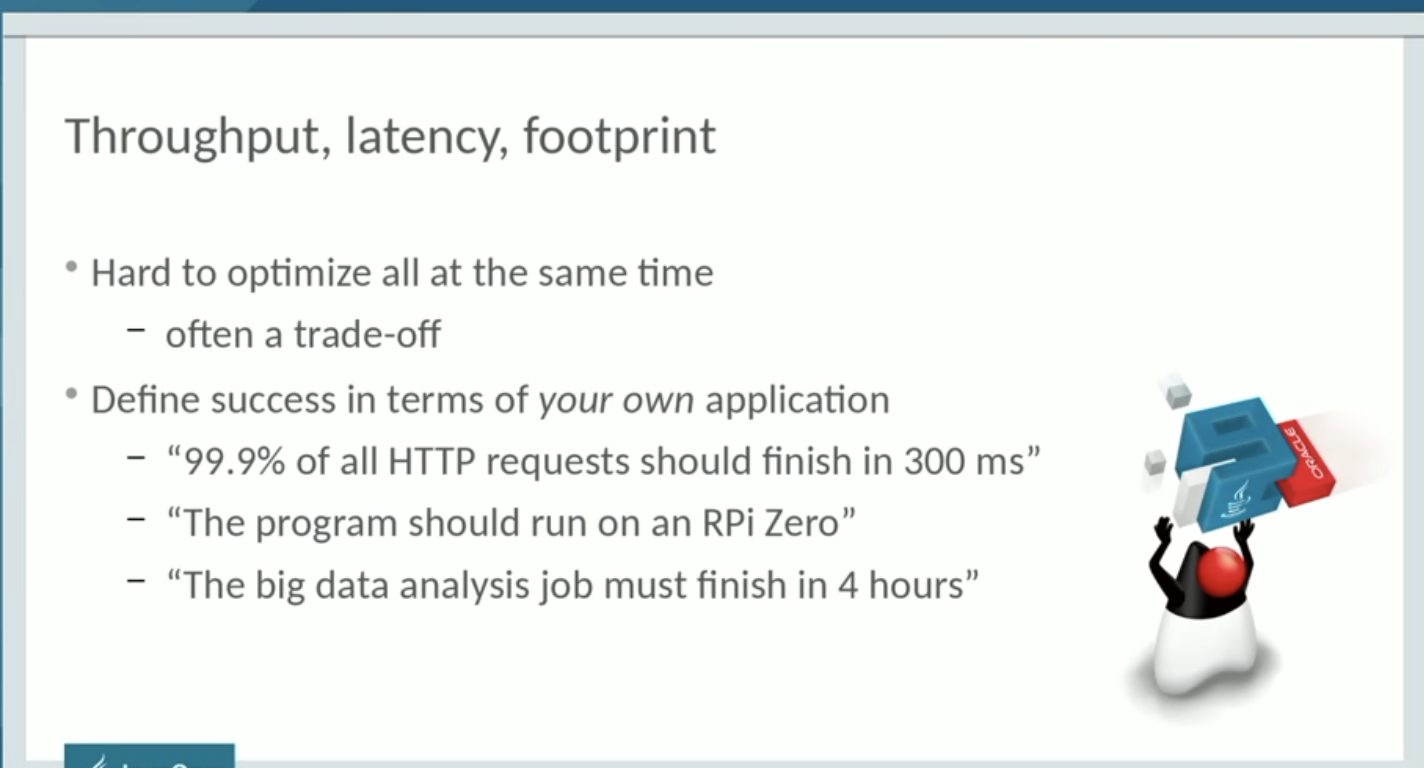 Throughput, latency, footprint
• Hard to optimize all at the same time
– often a trade-off
• Define success in terms of your own application
– “99.9% of all HTTP requests should finish in 300 ms”
– “The program should run on an RPi Zero”
– “The big data analysis job must finish in 4 hours”
ORACLE